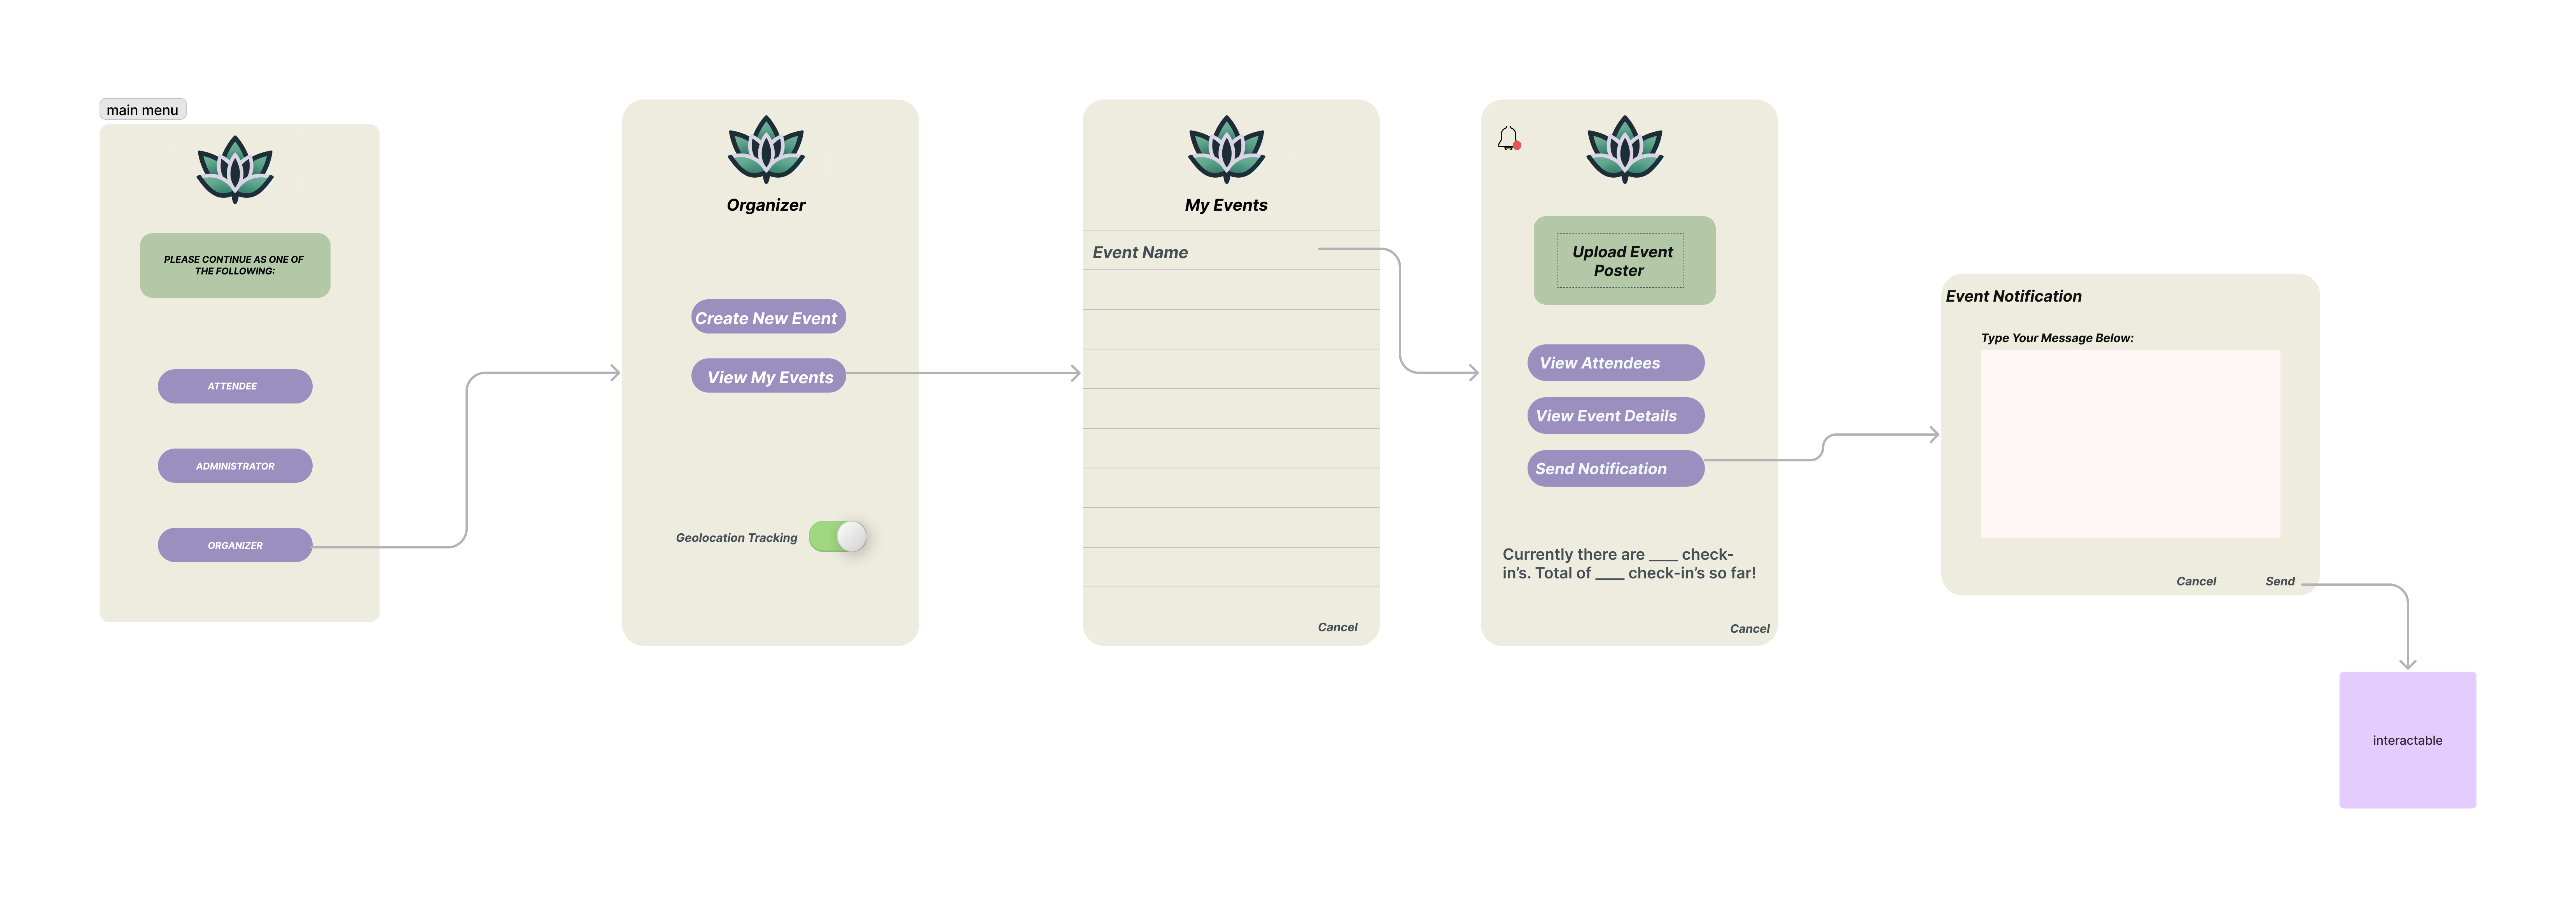 main menu
PLEASE CONTINUE AS ONE OF
THE FOLLOWING:
ATTENDEE
ADMINISTRATOR
ORGANIZER
Organizer
Create New Event
View My Events
Geolocation Tracking
My Events
Event Name
Cancel
Upload Event
Poster
View Attendees
View Event Details
Send Notification
Currently there are ____ check-
in’s. Total of ____ check-in’s so far!
Cancel
Event Notification
Type Your Message Below:
Cancel
Send
interactable